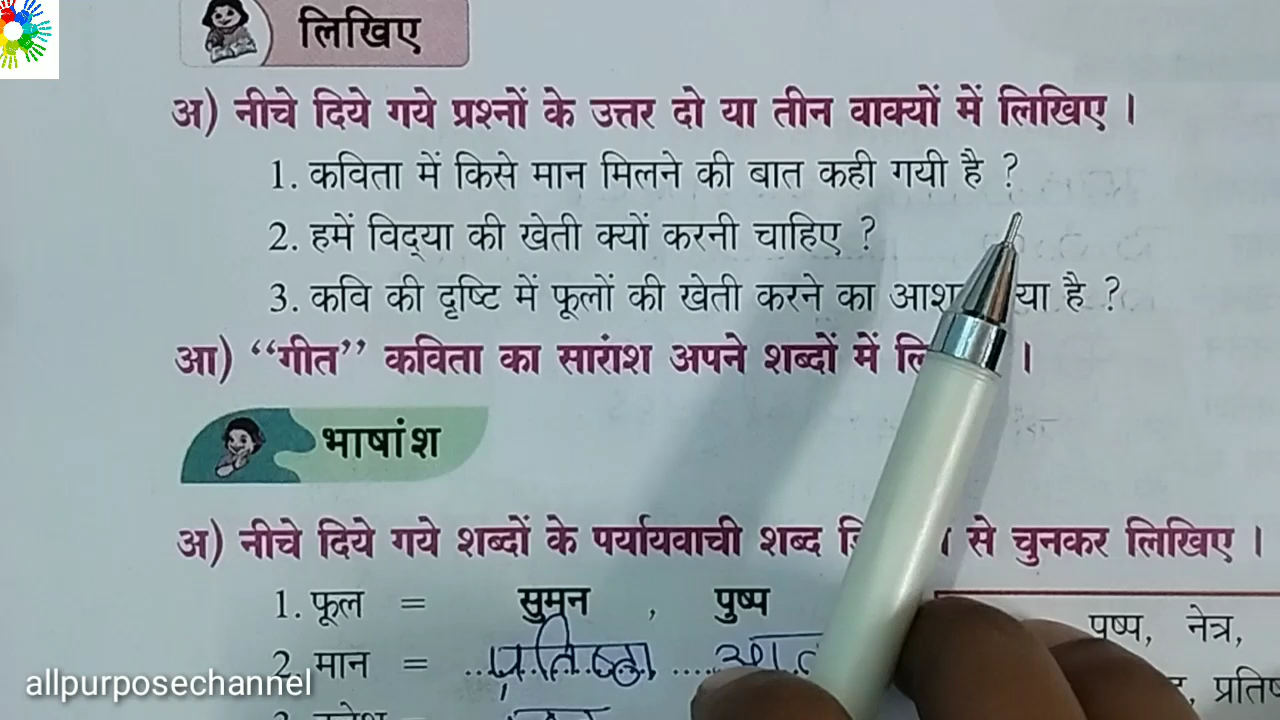 लिखिए
अ) नीचे दिये गये प्रश्नों के उत्तर दो या तीन वाक्यों में लिखिए ।
1. कविता में किसे मान मिलने की बात कही गयी है ?
2. हमें विद्‌या की खेती क्यों करनी चाहिए ?
3. कवि की दृष्टि में फूलों की खेती करने का है ?
आ) “गीत” कविता का सारांश अपने शब्दों में ।
भाषांश
अ) नीचे दिये गये शब्दों के पर्यायवाची शब्द से चुनकर लिखिए ।
1. फूल = सुमन , पुष्प
पुष्प, नेत्र,
2. मान = प्रतिष्ठा
allpurposechannel